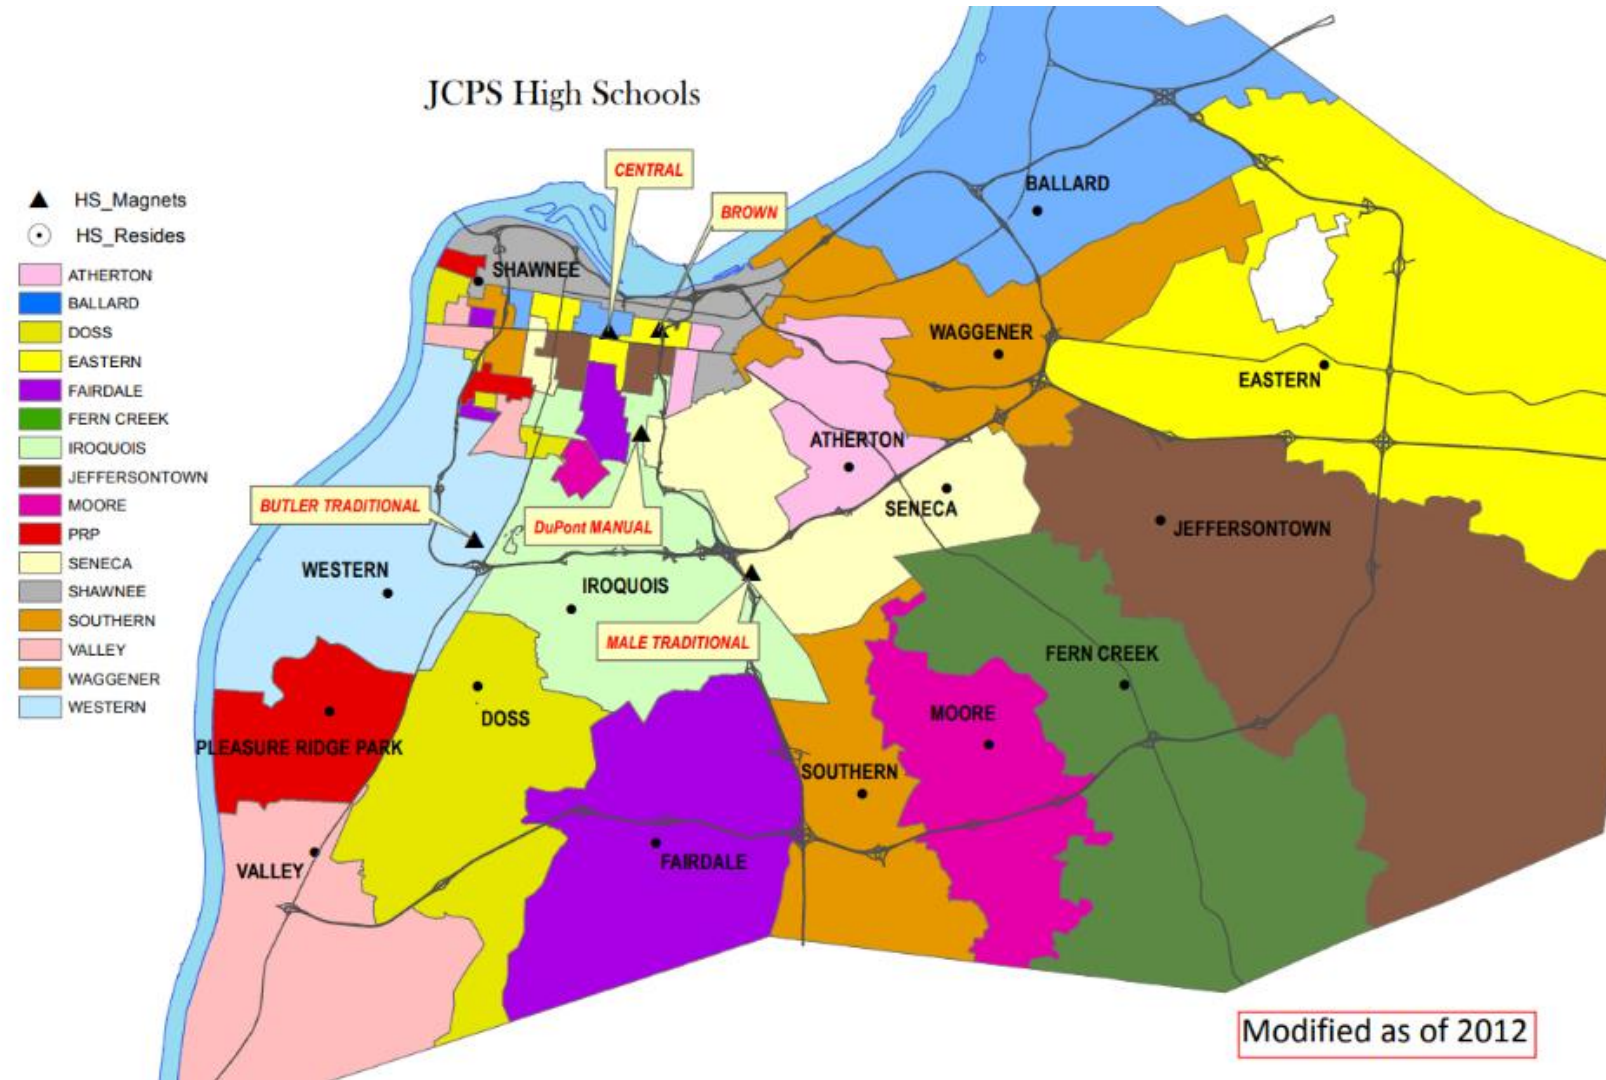 JCPS High Schools
HS_Magnets
HS_Resides
ATHERTON
BALLARD
DOSS
EASTERN
FAIRDALE
FERN CREEK
IROQUOIS
JEFFERSONTOWN
MOORE
PRP
SENECA
SHAWNEE
SOUTHERN
VALLEY
WAGGENER
WESTERN
CENTRAL
BROWN
BALLARD
SHAWNEE
WAGGENER
EASTERN
ATHERTON
BUTLER TRADITIONAL
DuPont MANUAL
SENECA
JEFFERSONTOWN
WESTERN
IROQUOIS
MALE TRADITIONAL
FERN CREEK
DOSS
MOORE
PLEASURE RIDGE PARK
SOUTHERN
VALLEY
FAIRDALE
Modified as of 2012